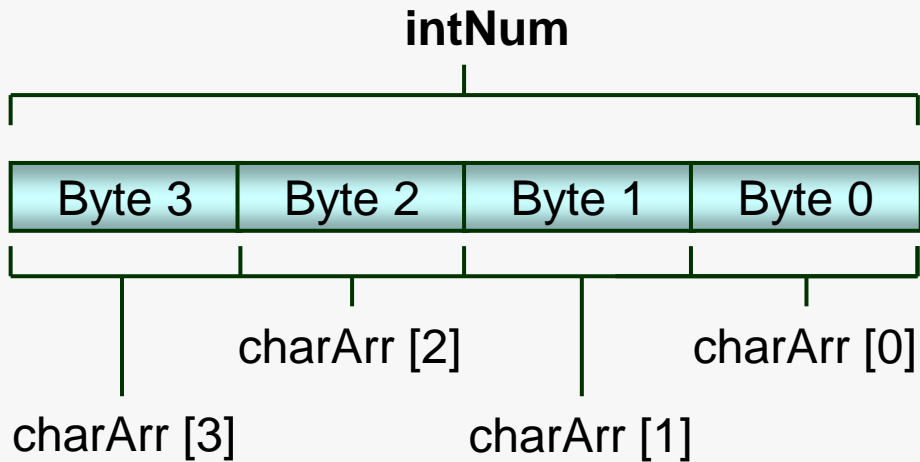 intNum
Byte 3 Byte 2 Byte 1 Byte 0
charArr [2] charArr [0]
charArr [3] charArr [1]